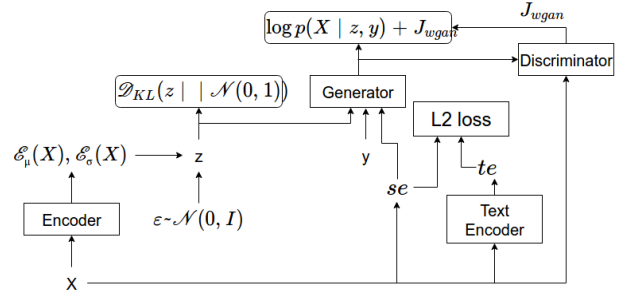 J_wgan
log p(X | z, y) + J_wgan
Discriminator
𝒟_KL(z | | 𝒩(0, 1))
Generator
L2 loss
ℰ_μ(X), ℰ_σ(X)
z
y
te
se
Encoder
ε~𝒩(0, I)
Text
Encoder
X